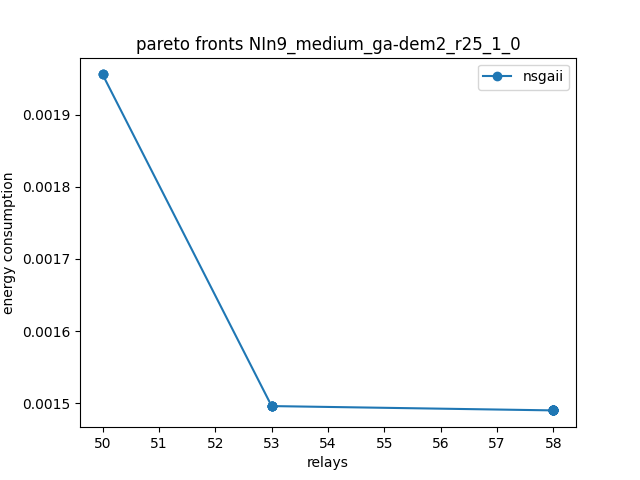 pareto fronts NIn9_medium_ga-dem2_r25_1_0
nsgaii
energy consumption
0.0019
0.0018
0.0017
0.0016
0.0015
50 51 52 53 54 55 56 57 58
relays